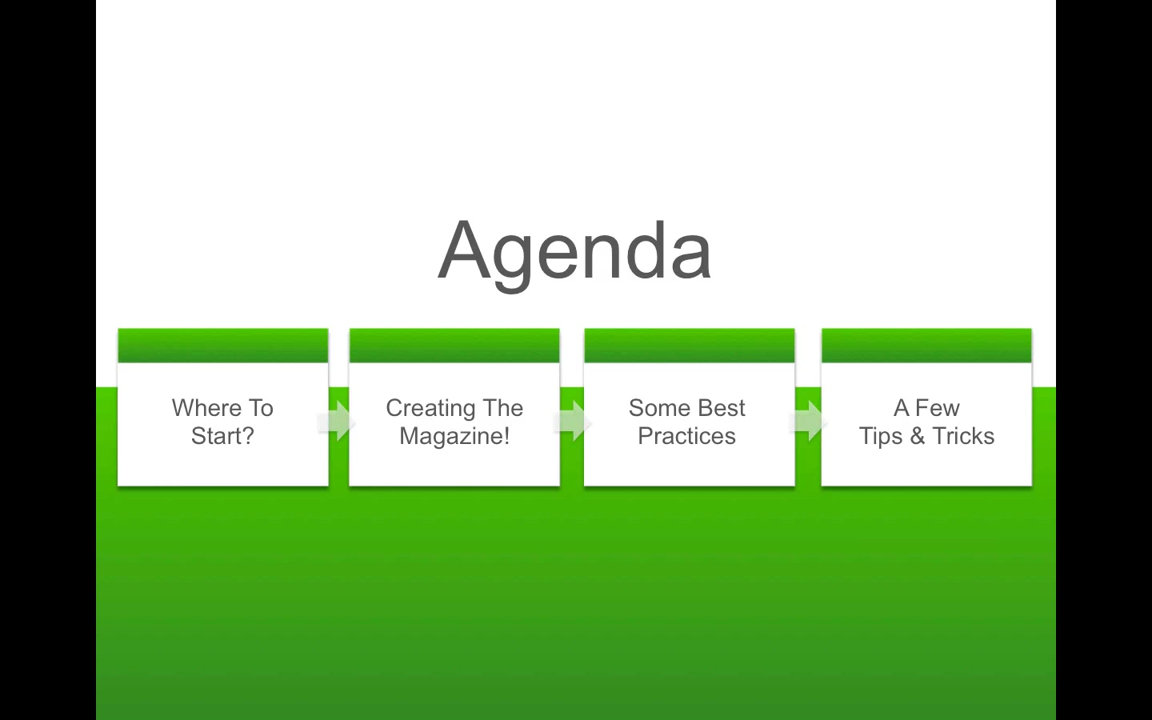 Agenda
Where To
Start?
Creating The
Magazine!
Some Best
Practices
A Few
Tips & Tricks